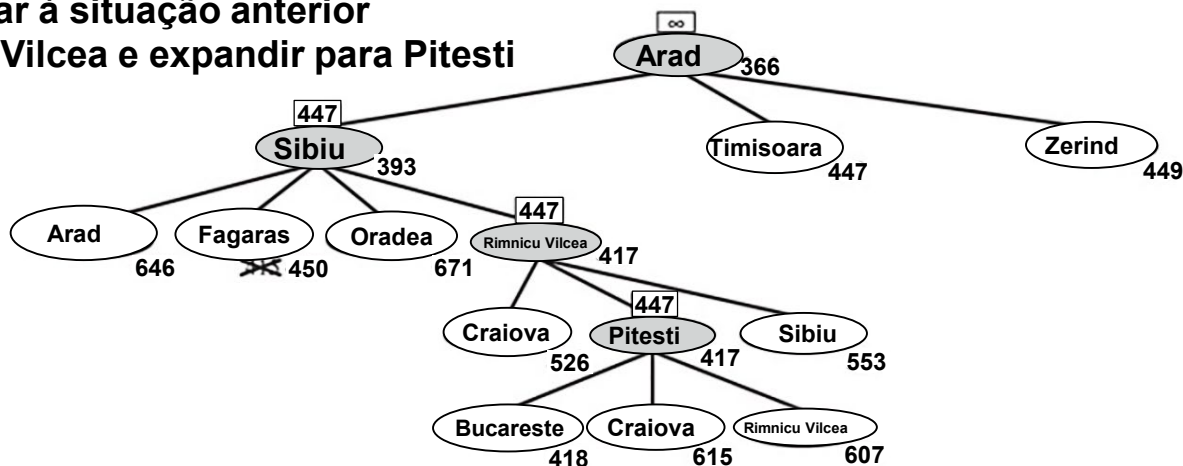 ar à situação anterior
Vilcea e expandir para Pitesti
∞
Arad
366
447
Sibiu
393
Timisoara
447
Zerind
449
Arad
646
Fagaras
450
Oradea
671
447
Rimnicu Vilcea
417
Craiova
526
447
Pitesti
417
Sibiu
553
Bucareste
418
Craiova
615
Rimnicu Vilcea
607